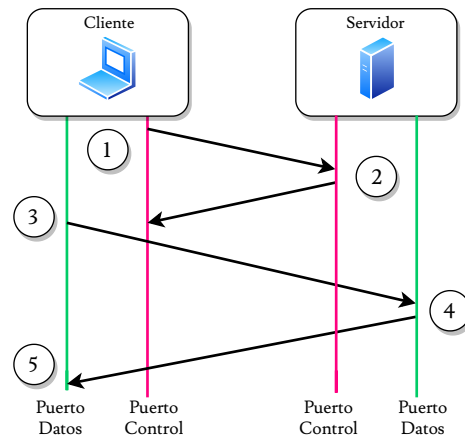 Cliente
Servidor
1
2
3
4
5
Puerto
Datos
Puerto
Control
Puerto
Control
Puerto
Datos